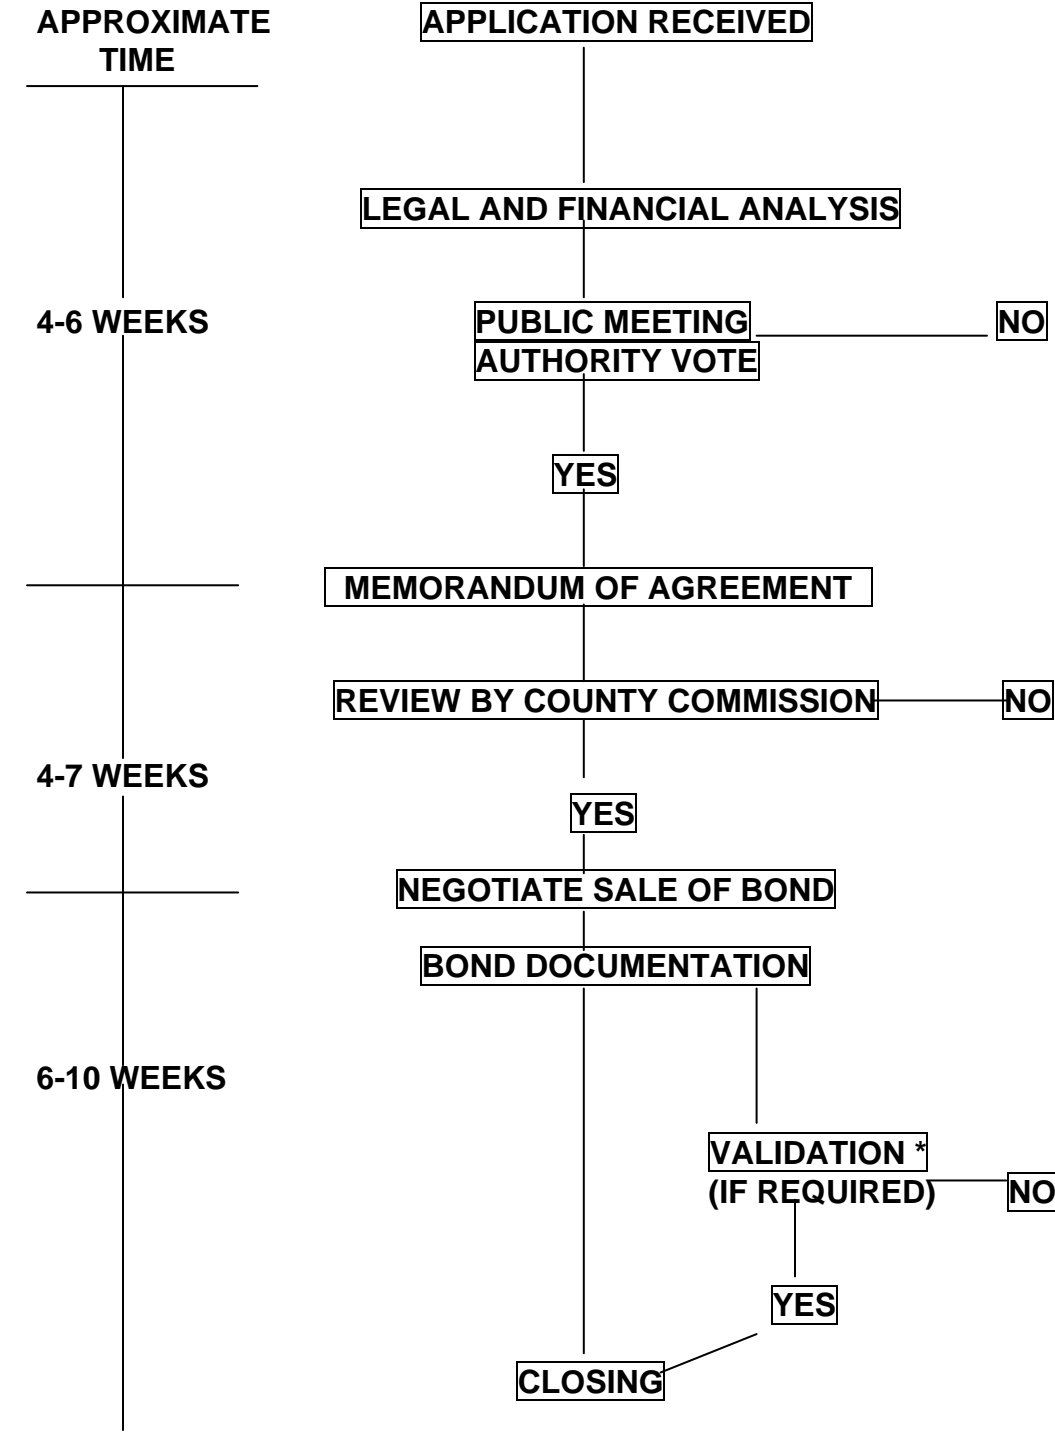 APPROXIMATE
TIME
APPLICATION RECEIVED
LEGAL AND FINANCIAL ANALYSIS
4-6 WEEKS
PUBLIC MEETING
AUTHORITY VOTE
NO
YES
MEMORANDUM OF AGREEMENT
REVIEW BY COUNTY COMMISSION
NO
4-7 WEEKS
YES
NEGOTIATE SALE OF BOND
BOND DOCUMENTATION
6-10 WEEKS
VALIDATION *
(IF REQUIRED)
NO
YES
CLOSING